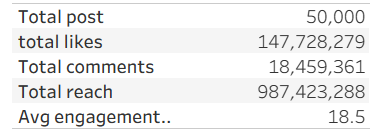 Total post 50,000
total likes 147,728,279
Total comments 18,459,361
Total reach 987,423,288
Avg engagement.. 18.5